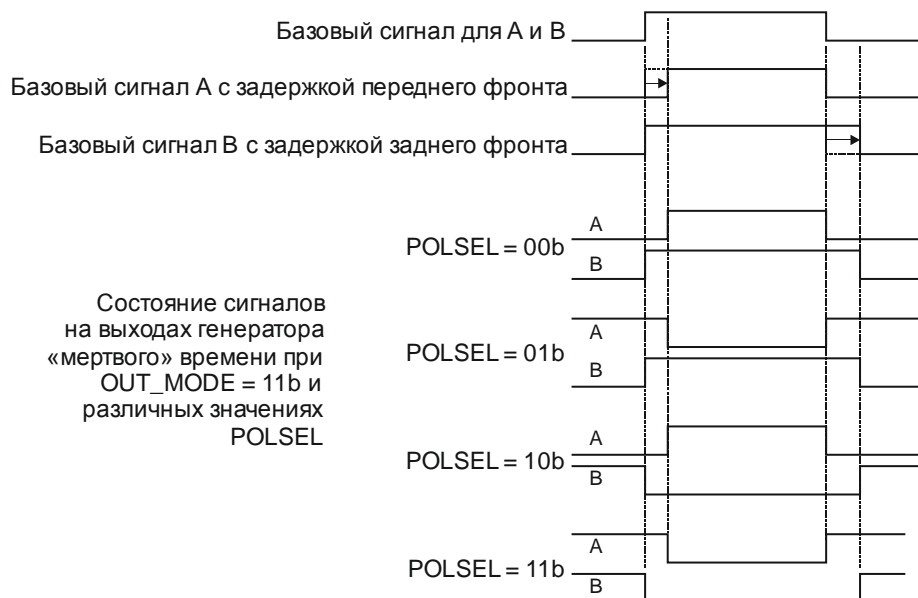 Базовый сигнал для А и В
Базовый сигнал А с задержкой переднего фронта
Базовый сигнал В с задержкой заднего фронта
A
POLSEL = 00b
B
Состояние сигналов
на выходах генератора
«мертвого» времени при
OUT_MODE = 11b и
различных значениях
POLSEL
A
POLSEL = 01b
B
A
POLSEL = 10b
B
A
POLSEL = 11b
B